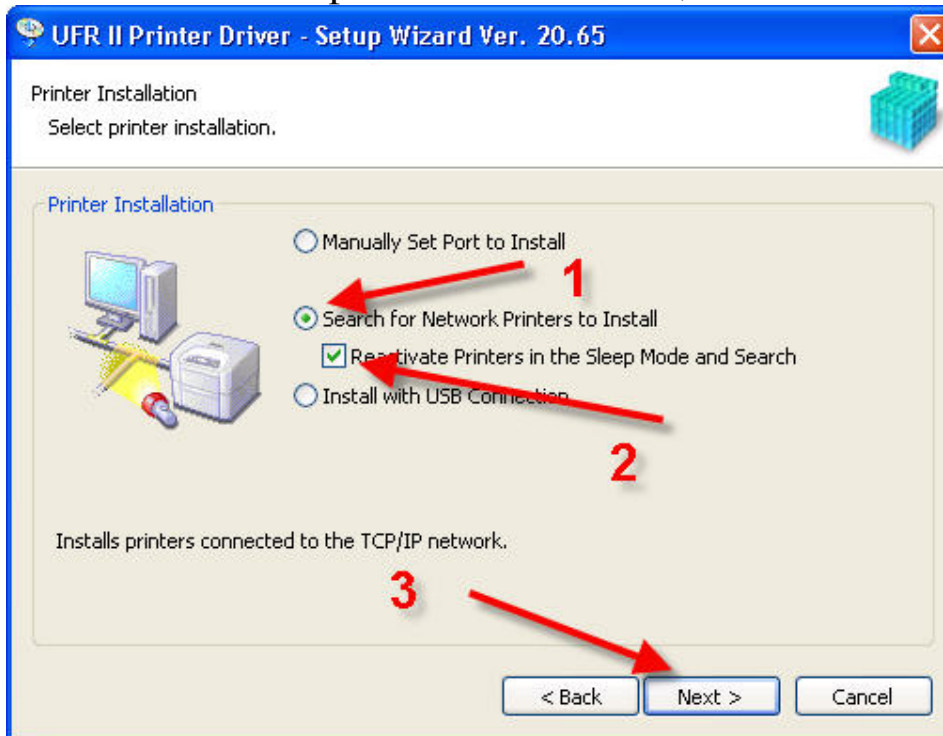 UFR II Printer Driver - Setup Wizard Ver. 20.65
Printer Installation
Select printer installation.
Printer Installation
Manually Set Port to Install
1
Search for Network Printers to Install
Reactivate Printers in the Sleep Mode and Search
Install with USB Connection
2
Installs printers connected to the TCP/IP network.
3
< Back Next > Cancel